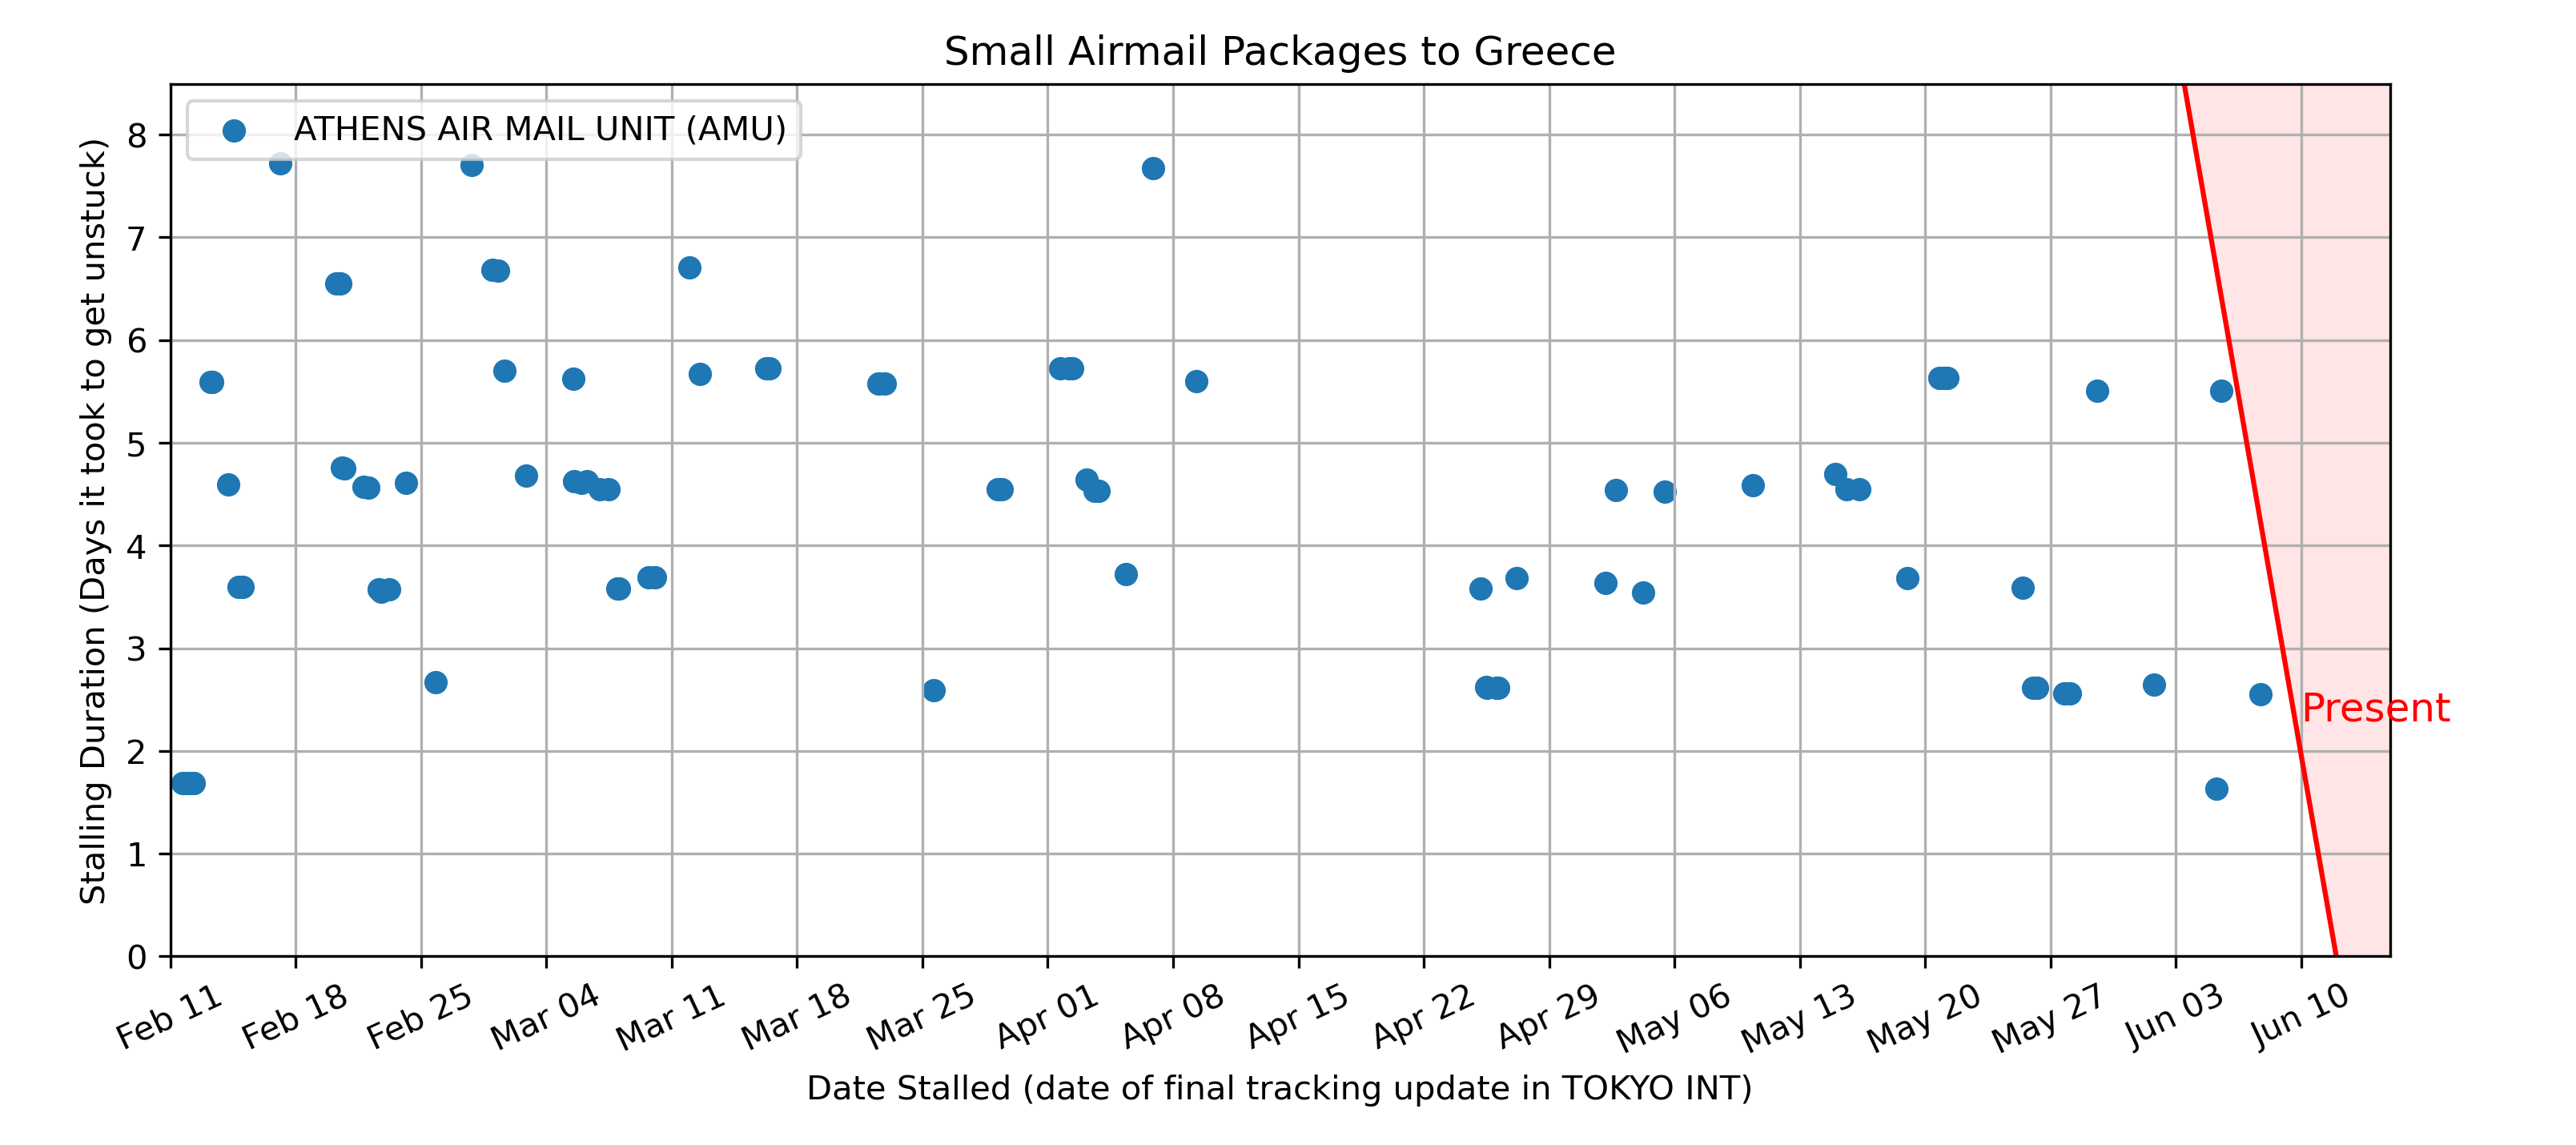 Small Airmail Packages to Greece
ATHENS AIR MAIL UNIT (AMU)
Stalling Duration (Days it took to get unstuck)
8
7
6
5
4
3
2
1
0
Present
Feb 11
Feb 18
Feb 25
Mar 04
Mar 11
Mar 18
Mar 25
Apr 01
Apr 08
Apr 15
Apr 22
Apr 29
May 06
May 13
May 20
May 27
Jun 03
Jun 10
Date Stalled (date of final tracking update in TOKYO INT)